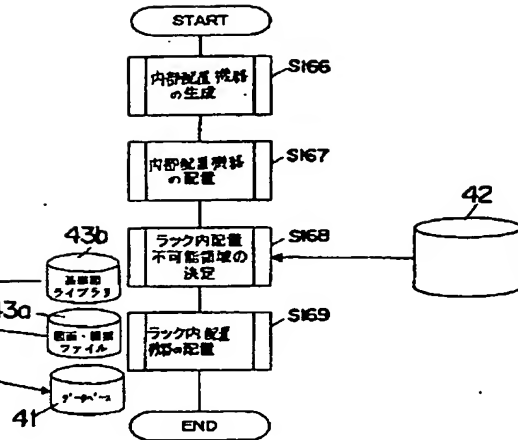 START
内部配置機器
の生成
S166
内部配置機器
の配置
S167
ラック内配置
不可能領域の
決定
S168
42
43b
基準図
ライブラリ
43a
図面・帳票
ファイル
ラック内配置
機器の配置
S169
データベース
41
END